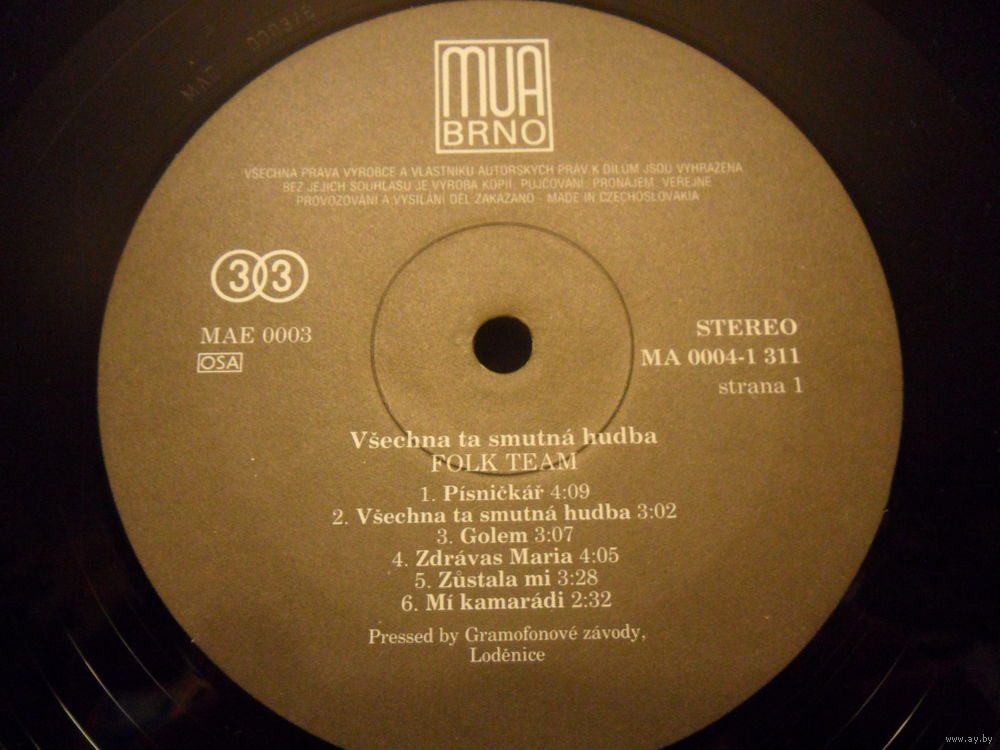 MUA
BRNO
VŠECHNA PRÁVA VÝROBCE A VLASTNÍKU AUTORSKÝCH PRÁV K DÍLŮM JSOU VYHRAZENA
BEZ JEJICH SOUHLASU JE VÝROBA KOPIÍ, PŮJČOVÁNÍ, PRONÁJEM, VEŘEJNÉ
PROVOZOVÁNÍ A VYSÍLÁNÍ DĚL ZAKÁZÁNO - MADE IN CZECHOSLOVAKIA
33
MAE 0003
OSA
STEREO
MA 0004-1 311
strana 1
Všechna ta smutná hudba
FOLK TEAM
1. Písničkář 4:09
2. Všechna ta smutná hudba 3:02
3. Golem 3:07
4. Zdrávas Maria 4:05
5. Zůstala mi 3:28
6. Mí kamarádi 2:32
Pressed by Gramofonové závody,
Loděnice
www.ay.by